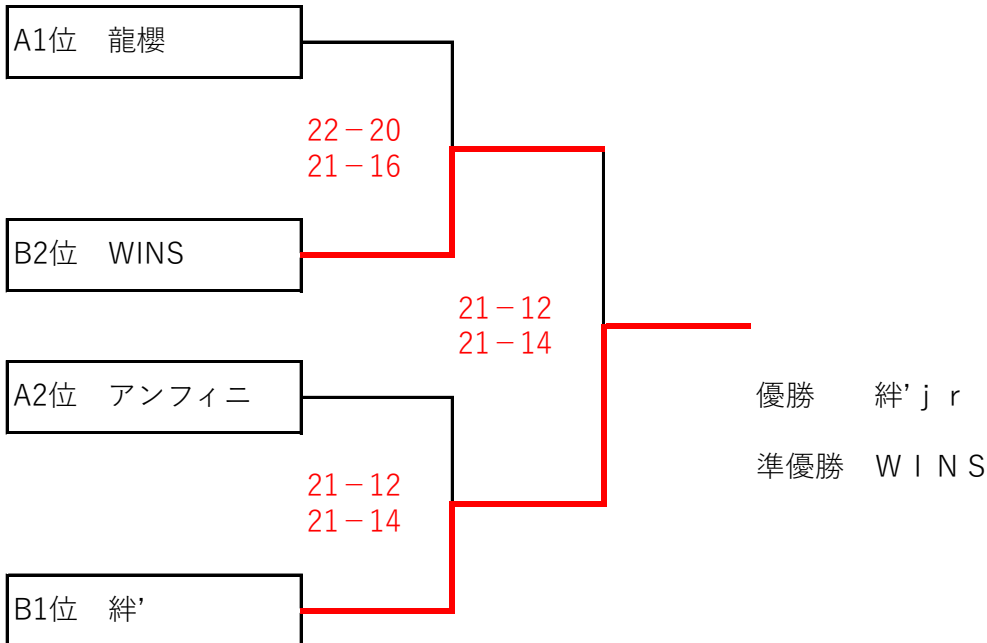 A1位　龍櫻
22－20
21－16
B2位　WINS
21－12
21－14
A2位　アンフィニ
優勝　　絆’ｊｒ
準優勝　ＷＩＮＳ
21－12
21－14
B1位　絆’